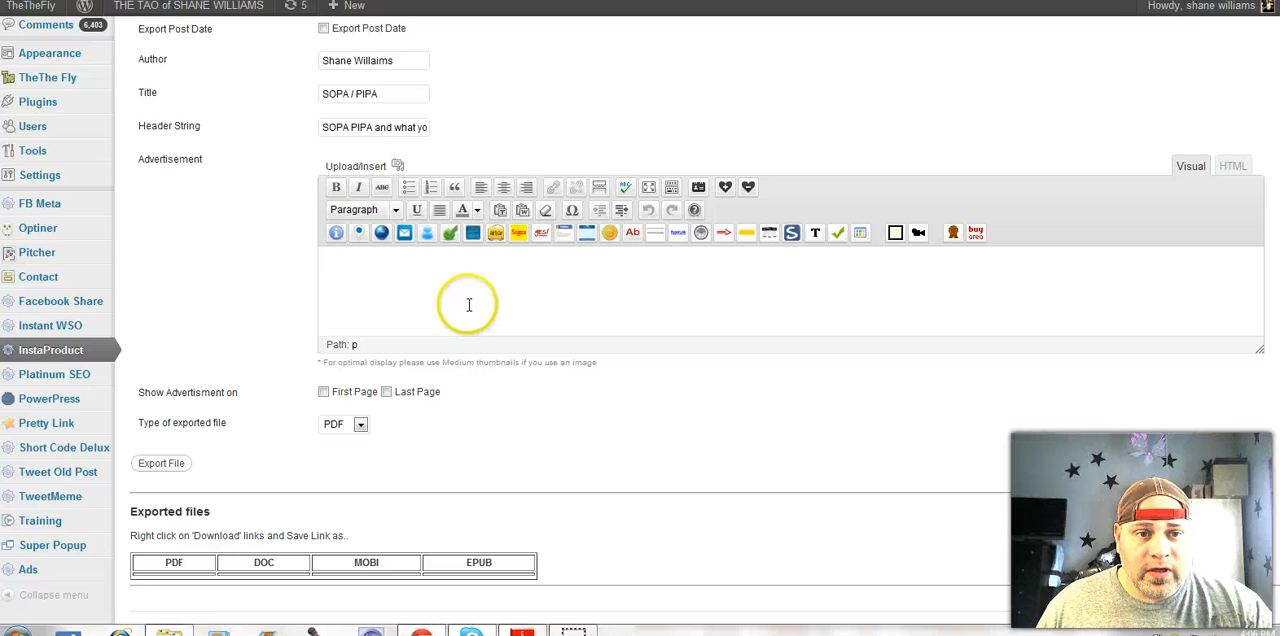 TheTheFly THE TAO of SHANE WILLIAMS 5 New Howdy, shane williams
Comments 6,403
Appearance
TheThe Fly
Plugins
Users
Tools
Settings
FB Meta
Optiner
Pitcher
Contact
Facebook Share
Instant WSO
InstaProduct
Platinum SEO
PowerPress
Pretty Link
Short Code Delux
Tweet Old Post
TweetMeme
Training
Super Popup
Ads
Collapse menu
Export Post Date Export Post Date
Author Shane Willaims
Title SOPA / PIPA
Header String SOPA PIPA and what yo
Advertisement
Upload/Insert Visual HTML
B I ABC
Paragraph U A
Ab S T buy area
Path: p
* For optimal display please use Medium thumbnails if you use an image
Show Advertisment on First Page Last Page
Type of exported file PDF
Export File
Exported files
Right click on 'Download' links and Save Link as..
PDF DOC MOBI EPUB